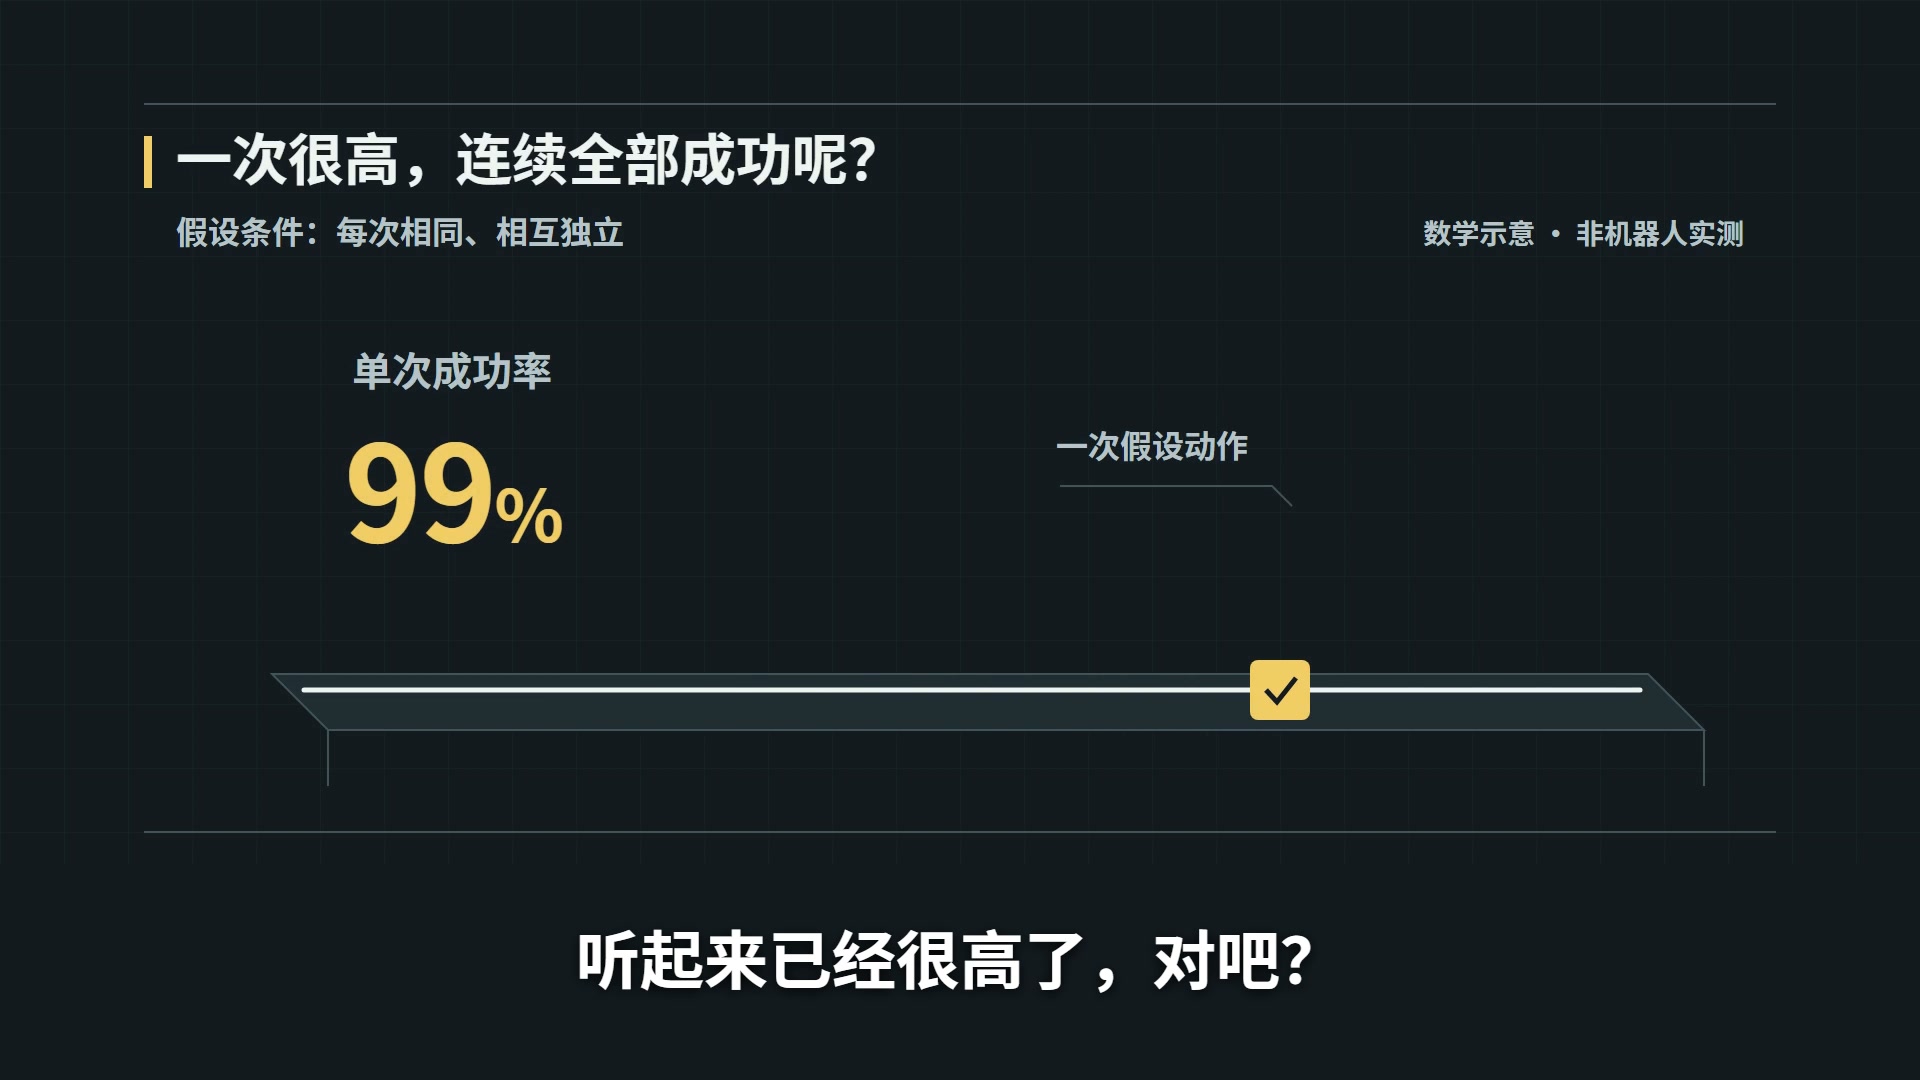 一次很高，连续全部成功呢？
假设条件：每次相同、相互独立
数学示意 · 非机器人实测
单次成功率
99%
一次假设动作
听起来已经很高了，对吧？